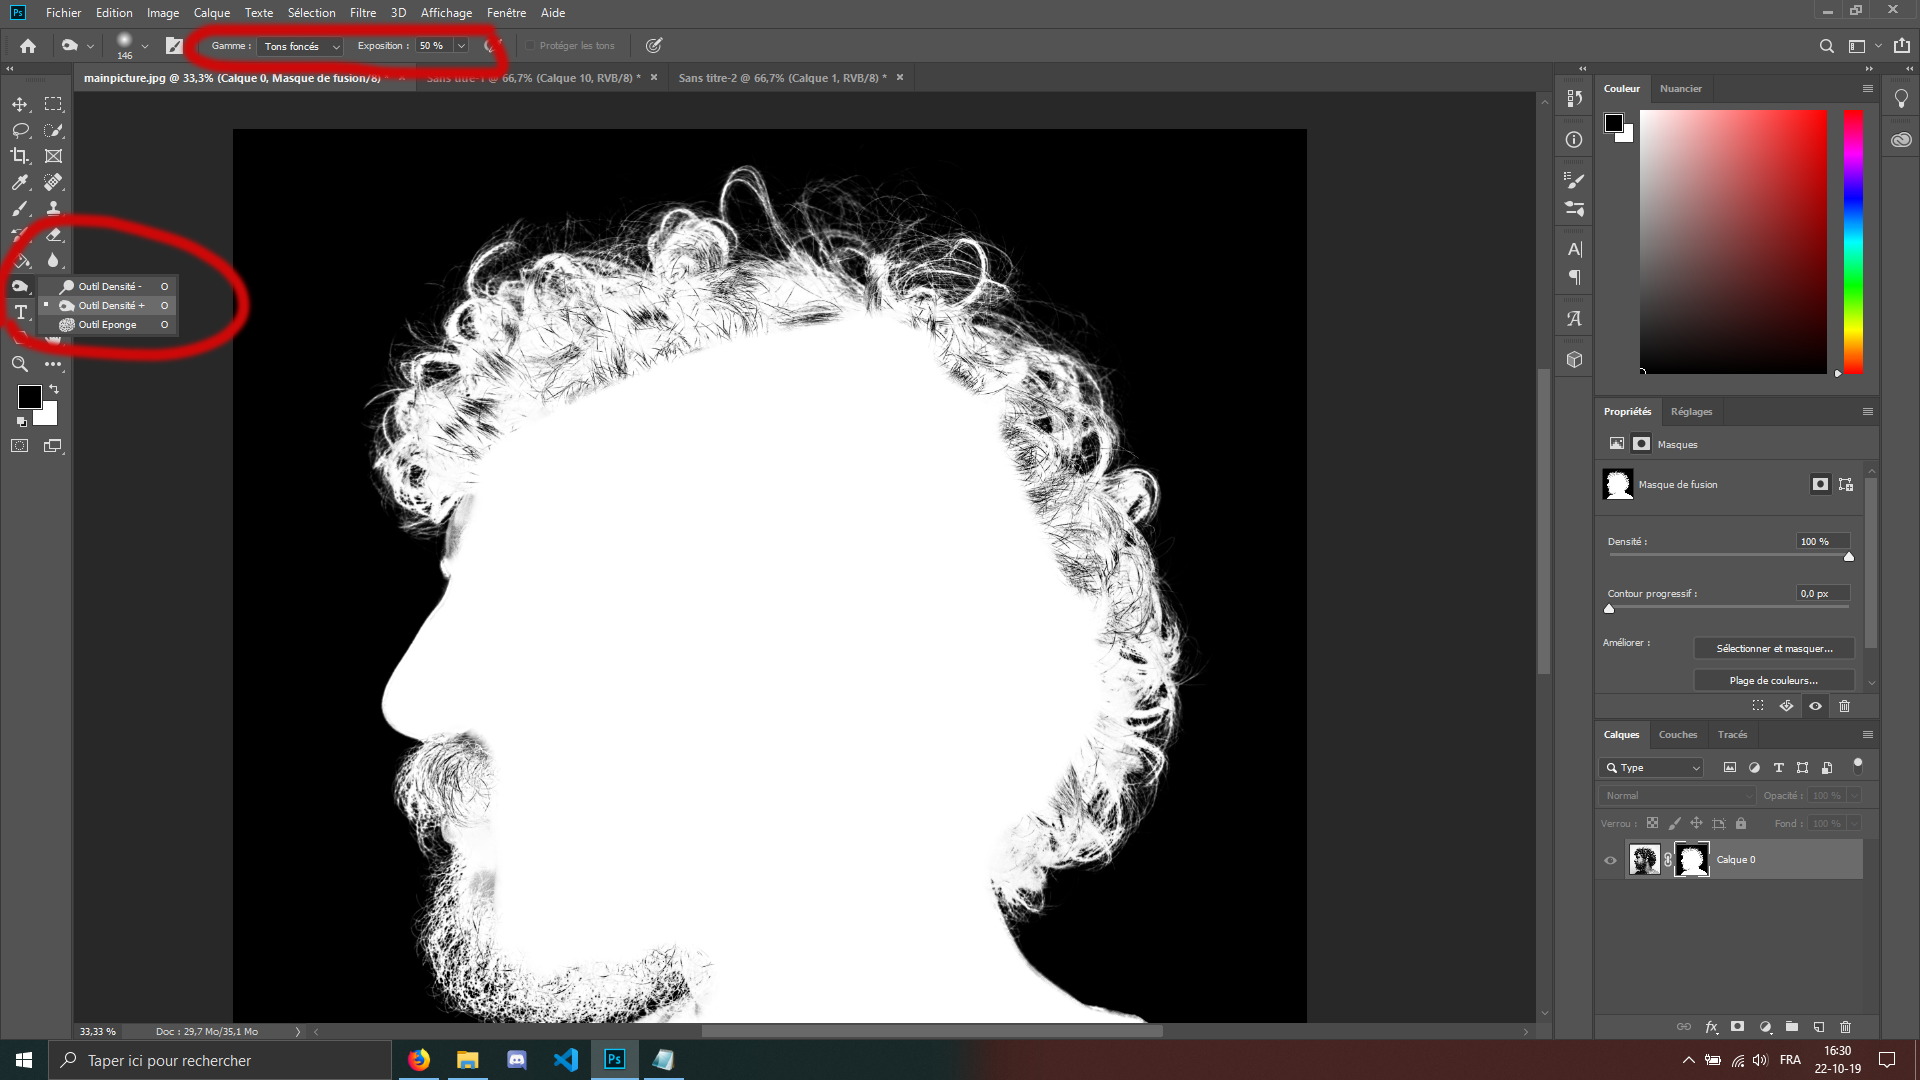 Ps Fichier Edition Image Calque Texte Sélection Filtre 3D Affichage Fenêtre Aide
146 Gamme : Tons foncés Exposition : 50 % Protéger les tons
mainpicture.jpg @ 33,3% (Calque 0, Masque de fusion/8) * Sans titre-1 @ 66,7% (Calque 10, RVB/8) * Sans titre-2 @ 66,7% (Calque 1, RVB/8) *
Couleur Nuancier
Outil Densité - O
Outil Densité + O
Outil Eponge O
Propriétés Réglages
Masques
Masque de fusion
Densité : 100 %
Contour progressif : 0,0 px
Améliorer : Sélectionner et masquer...
Plage de couleurs...
Calques Couches Tracés
Type
Normal Opacité : 100 %
Verrou : Fond : 100 %
Calque 0
33,33 % Doc : 29,7 Mo/35,1 Mo
fx
Taper ici pour rechercher
Ps
FRA
16:30
22-10-19